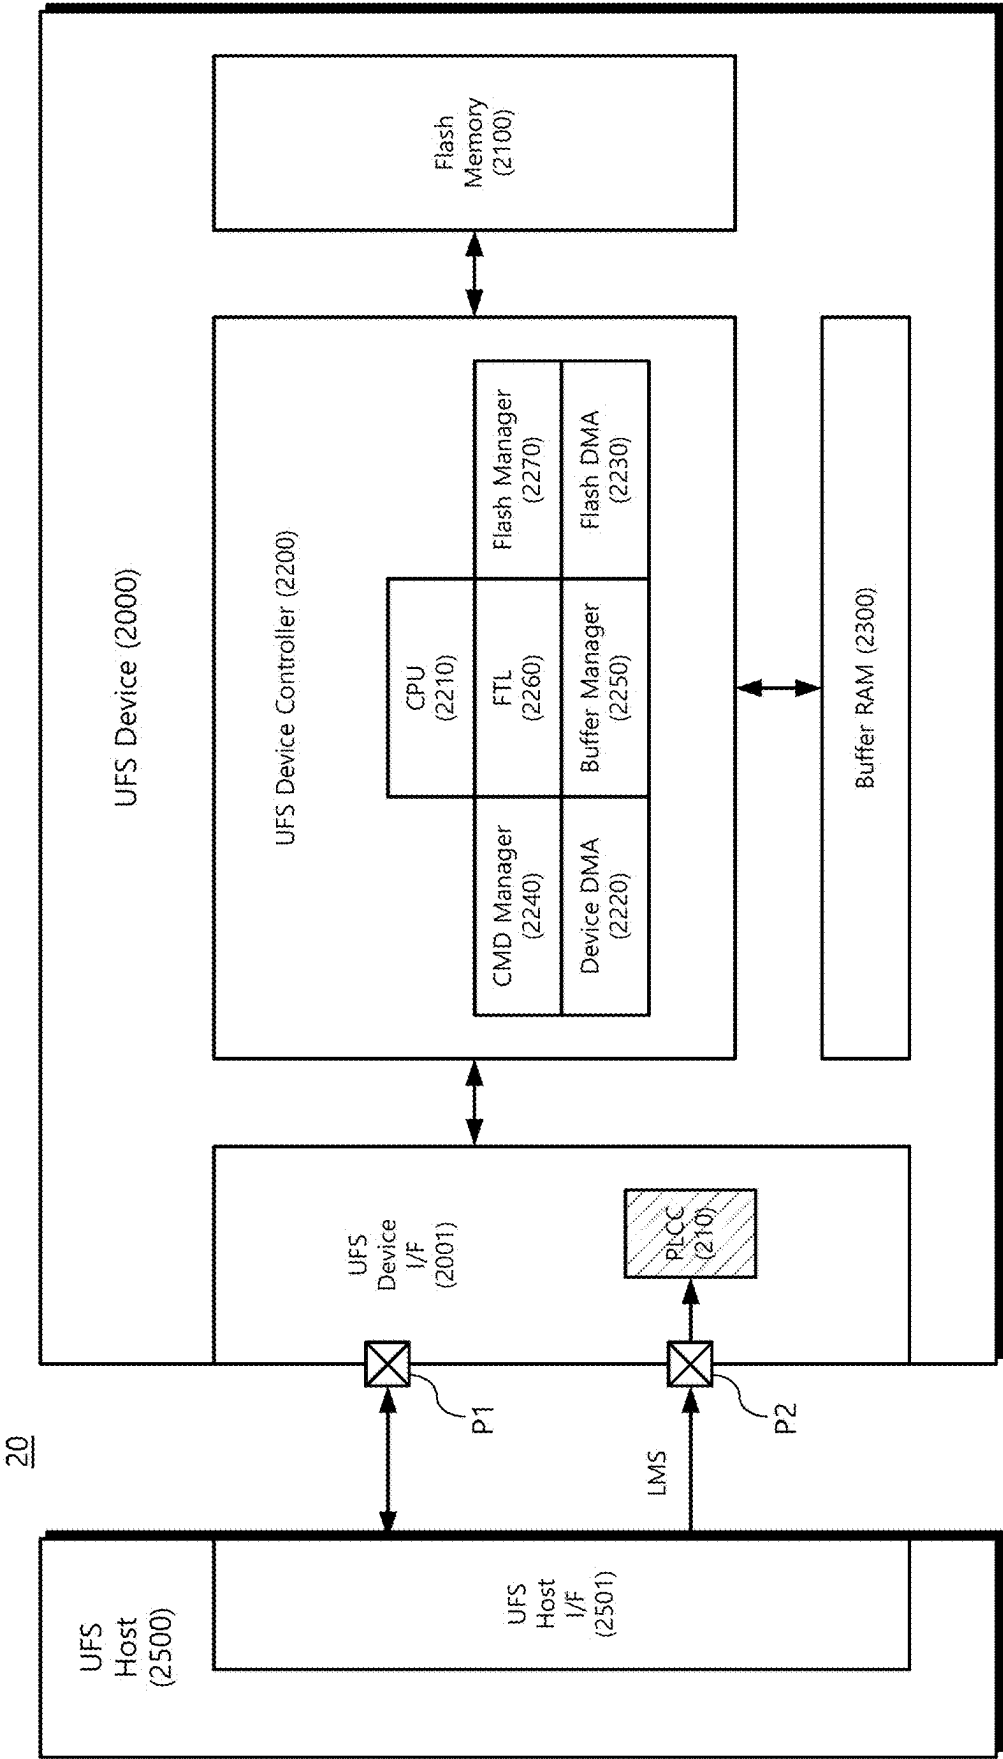 20
UFS
Host
(2500)
UFS
Host
I/F
(2501)
LMS
P1
P2
UFS Device (2000)
UFS
Device
I/F
(2001)
PLCC
(210)
UFS Device Controller (2200)
CPU
(2210)
CMD Manager
(2240)
FTL
(2260)
Flash Manager
(2270)
Device DMA
(2220)
Buffer Manager
(2250)
Flash DMA
(2230)
Flash
Memory
(2100)
Buffer RAM (2300)